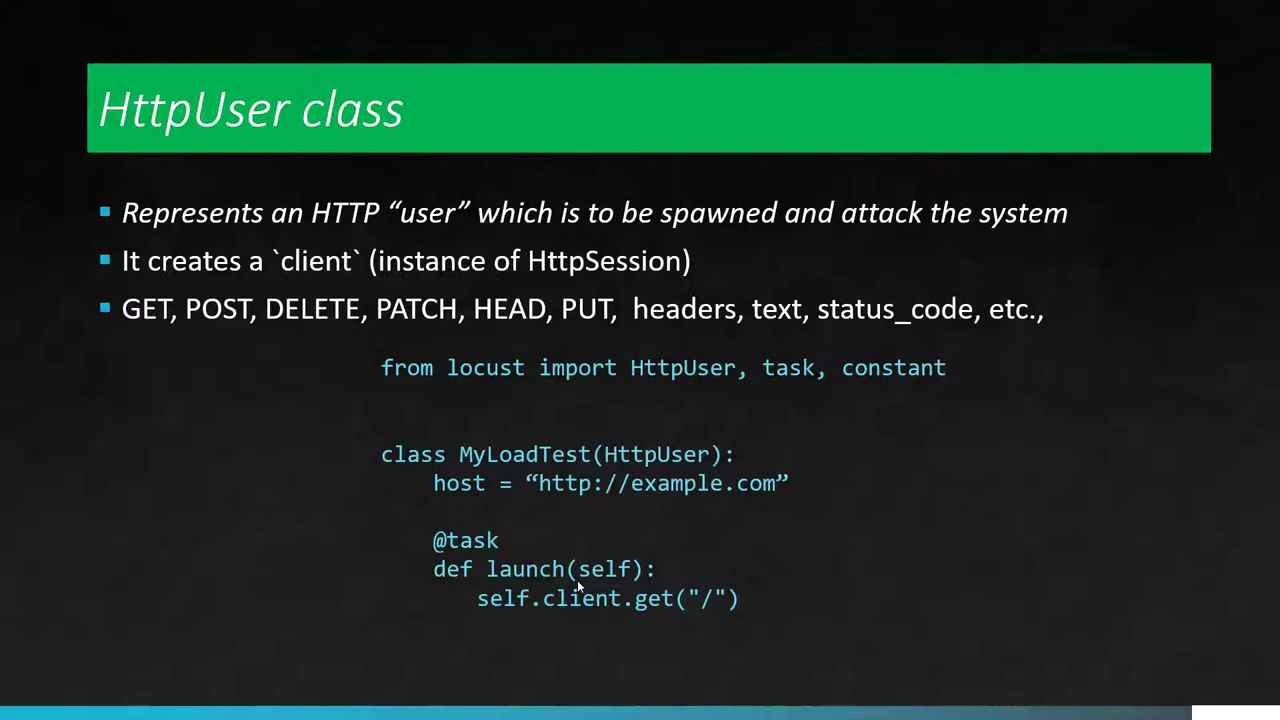 HttpUser class
Represents an HTTP “user” which is to be spawned and attack the system
It creates a `client` (instance of HttpSession)
GET, POST, DELETE, PATCH, HEAD, PUT,  headers, text, status_code, etc.,
from locust import HttpUser, task, constant
class MyLoadTest(HttpUser):
host = “http://example.com”
@task
def launch(self):
self.client.get("/")